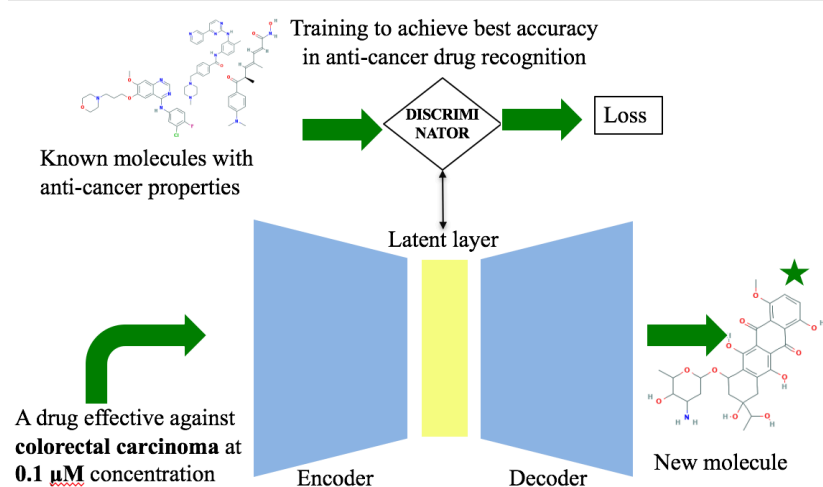 Training to achieve best accuracy
in anti-cancer drug recognition
DISCRIMI
NATOR
Loss
Known molecules with
anti-cancer properties
Latent layer
A drug effective against
colorectal carcinoma at
0.1 µM concentration
Encoder
Decoder
New molecule